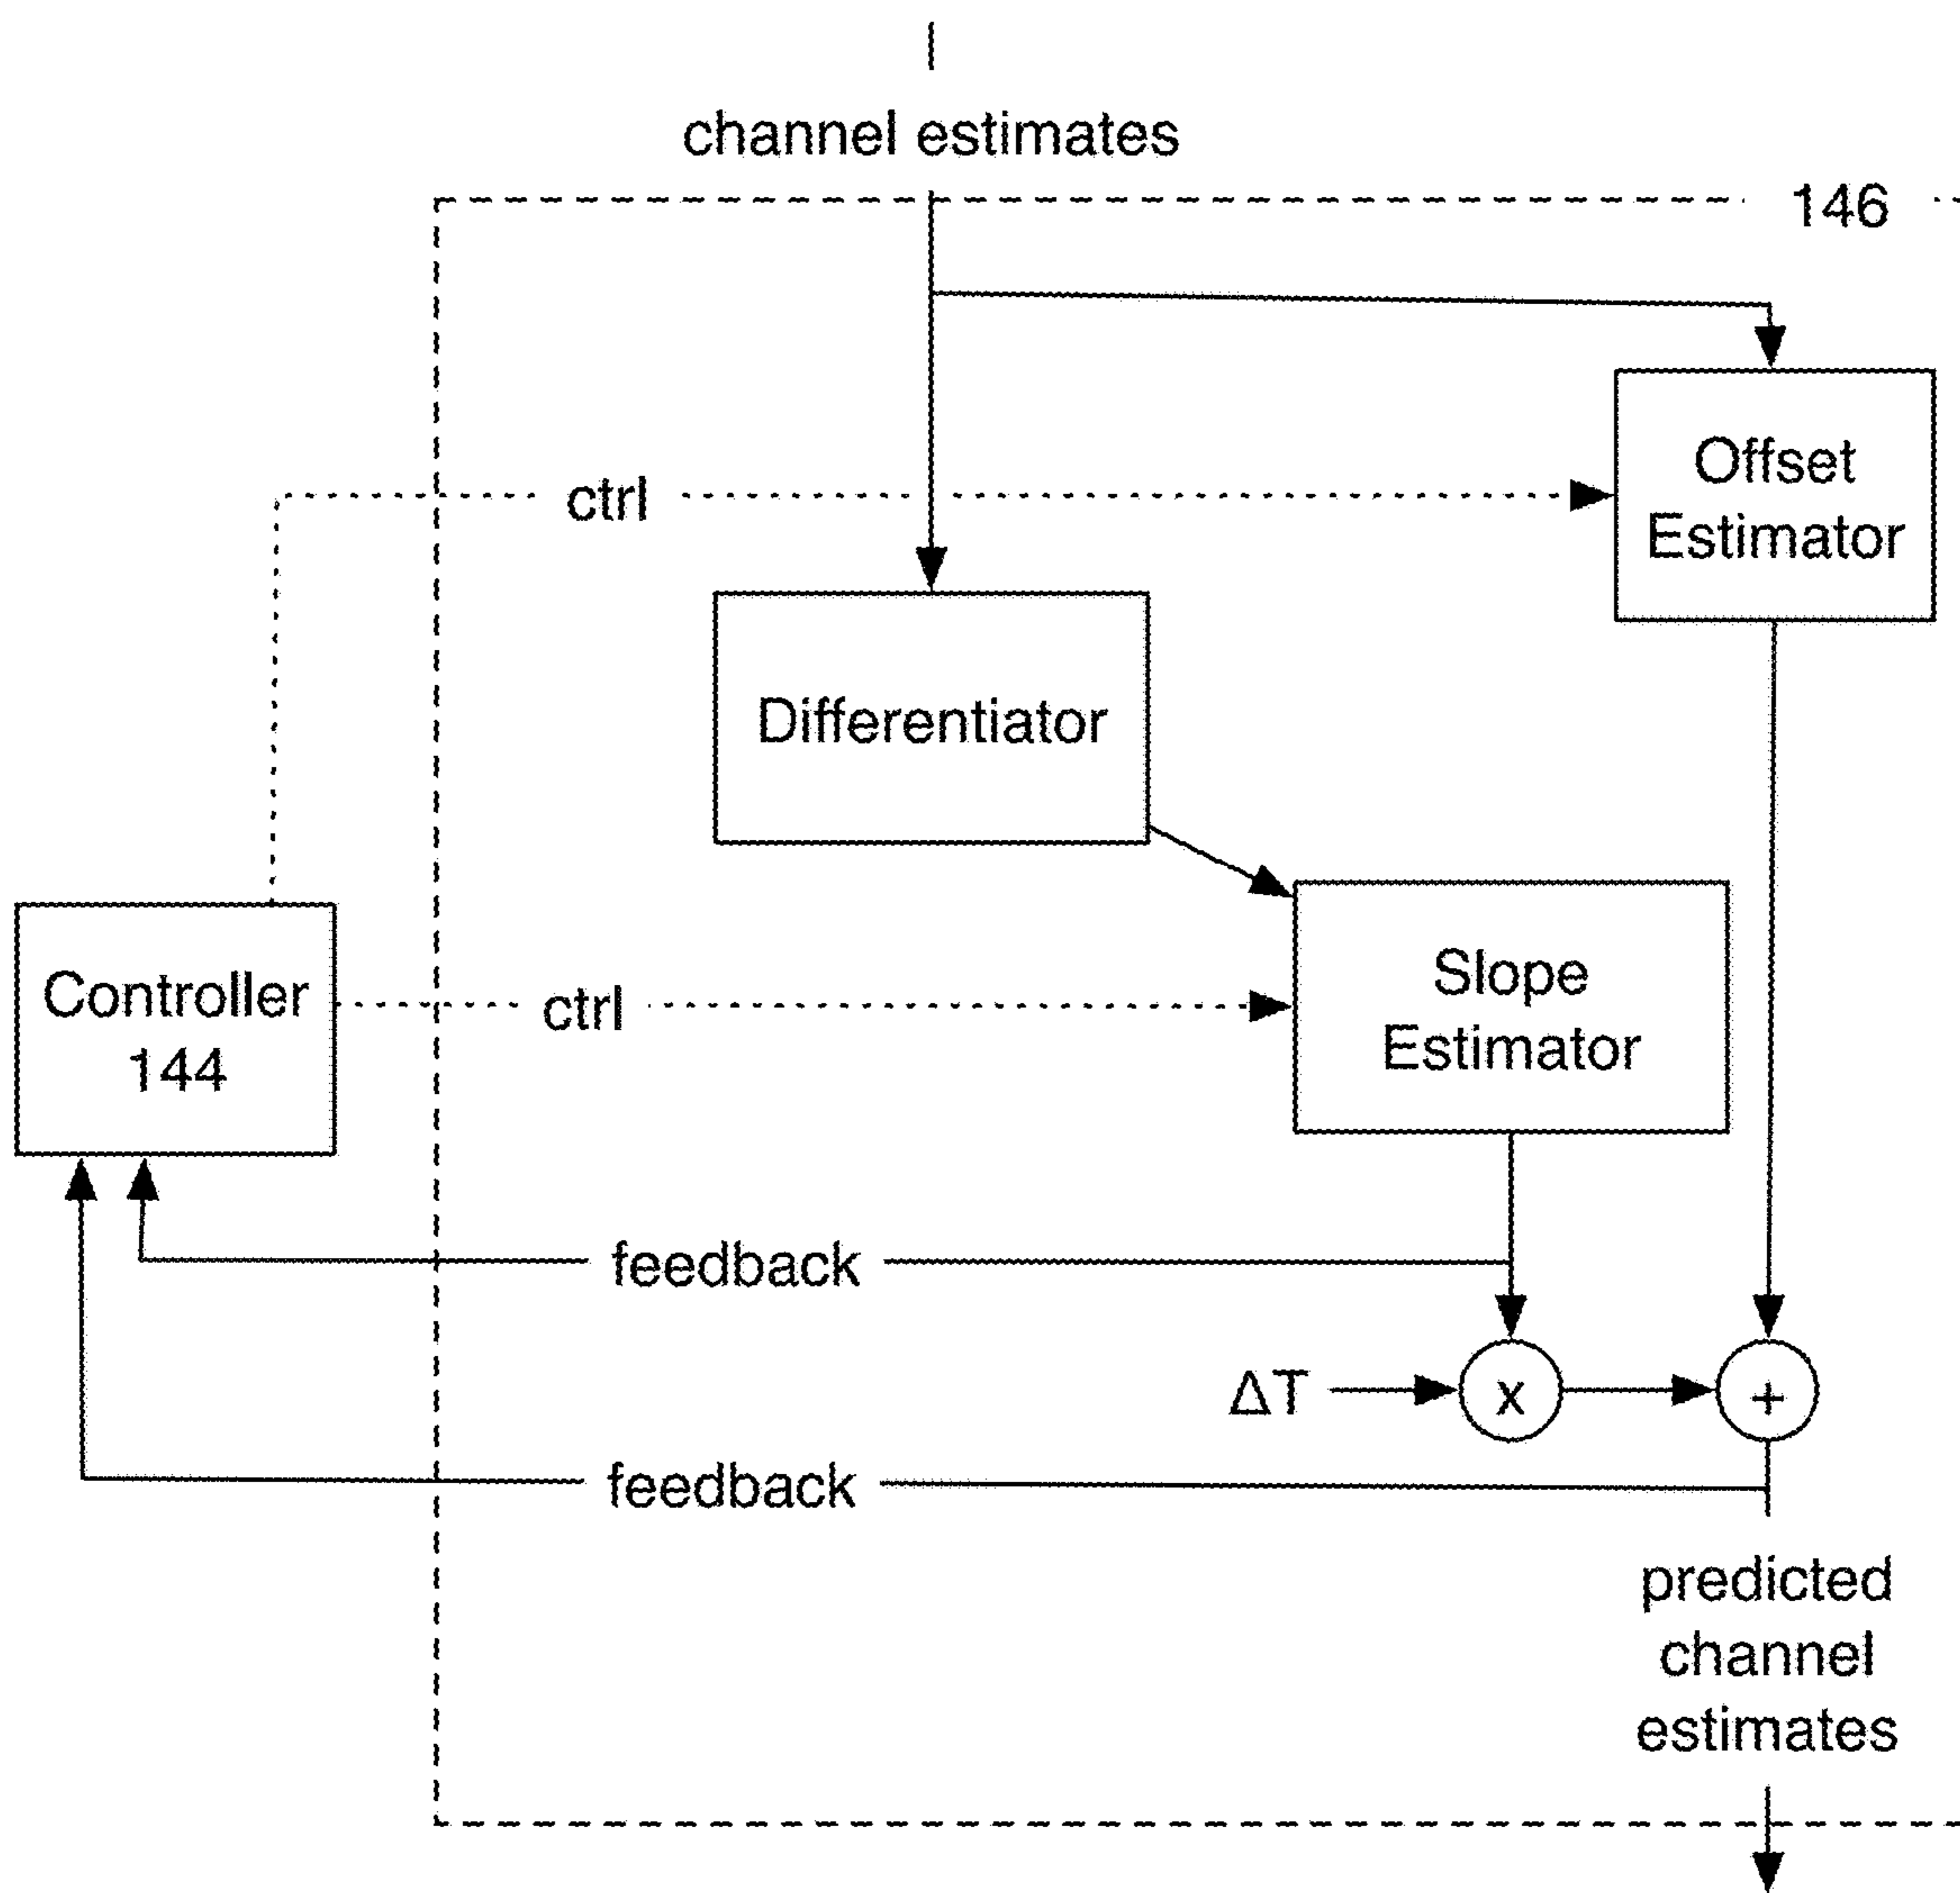 channel estimates
146
ctrl
Offset
Estimator
Differentiator
Controller
144
ctrl
Slope
Estimator
feedback
ΔT
x
+
feedback
predicted
channel
estimates